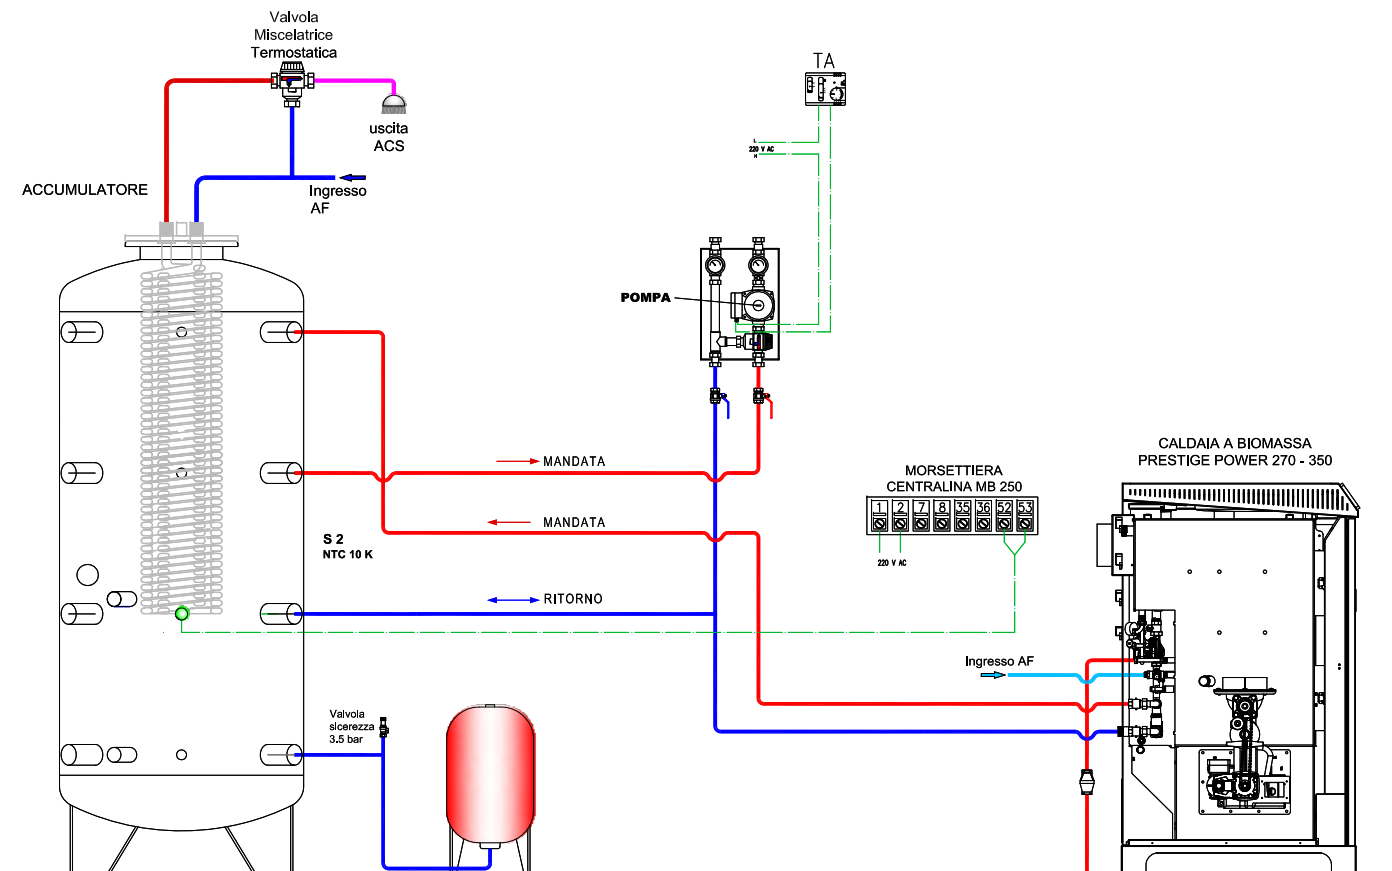 Valvola
Miscelatrice
Termostatica
uscita
ACS
ACCUMULATORE
Ingresso
AF
TA
L
220 V AC
N
POMPA
MANDATA
MANDATA
S 2
NTC 10 K
RITORNO
MORSETTIERA
CENTRALINA MB 250
1 2 7 8 35 36 52 53
220 V AC
CALDAIA A BIOMASSA
PRESTIGE POWER 270 - 350
Ingresso AF
Valvola
sicerezza
3.5 bar